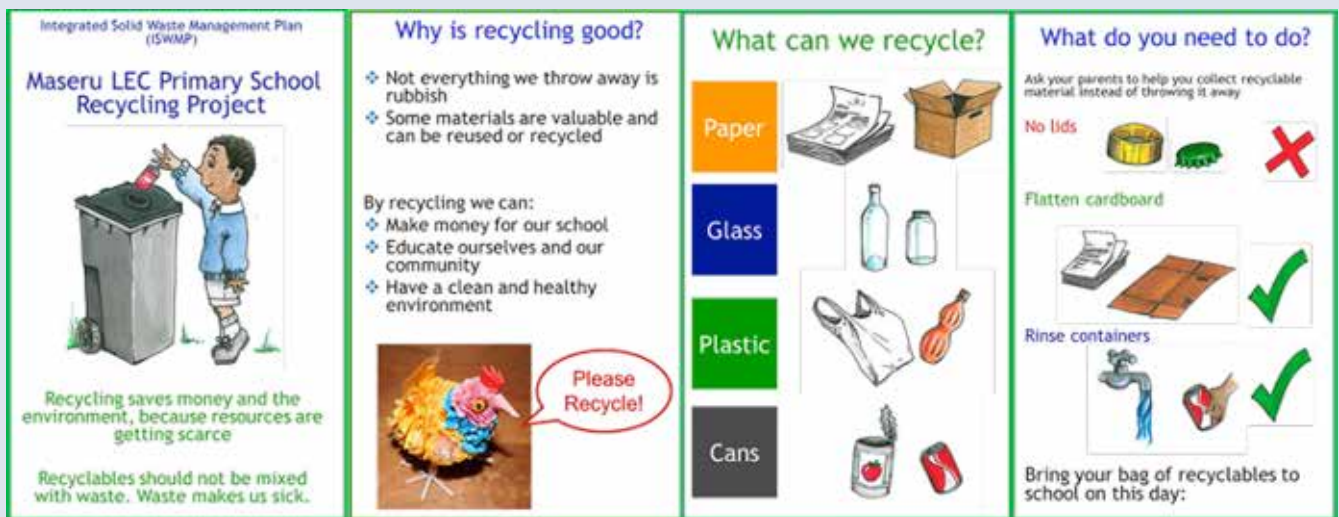 Integrated Solid Waste Management Plan
(ISWMP)
Maseru LEC Primary School
Recycling Project
Recycling saves money and the
environment, because resources are
getting scarce
Recyclables should not be mixed
with waste. Waste makes us sick.
Why is recycling good?
Not everything we throw away is
rubbish
Some materials are valuable and
can be reused or recycled
By recycling we can:
Make money for our school
Educate ourselves and our
community
Have a clean and healthy
environment
Please
Recycle!
What can we recycle?
Paper
Glass
Plastic
Cans
What do you need to do?
Ask your parents to help you collect recyclable
material instead of throwing it away
No lids
Flatten cardboard
Rinse containers
Bring your bag of recyclables to
school on this day: